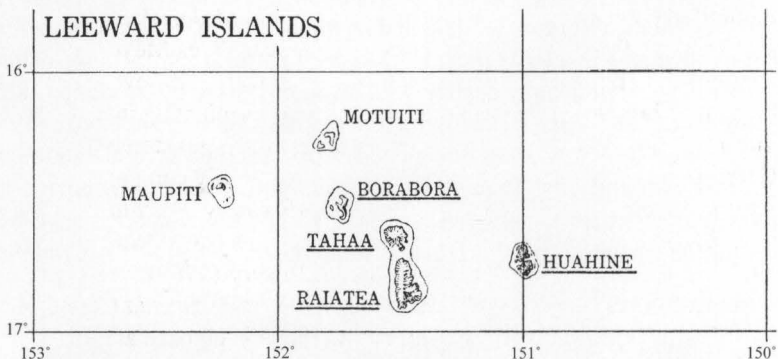 LEEWARD ISLANDS
16°
MOTUITI
MAUPITI
BORABORA
TAHAA
HUAHINE
RAIATEA
17°
153° 152° 151° 150°